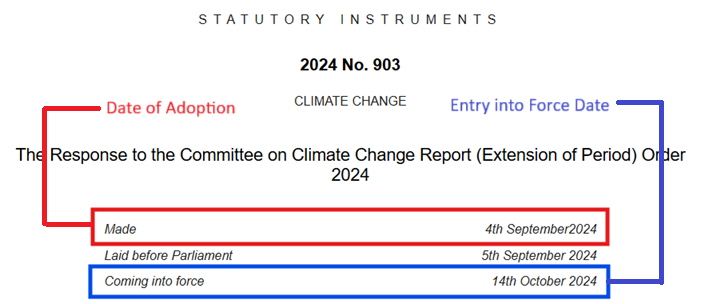 STATUTORY INSTRUMENTS
2024 No. 903
Date of Adoption
CLIMATE CHANGE
Entry into Force Date
The Response to the Committee on Climate Change Report (Extension of Period) Order
2024
Made 4th September2024
Laid before Parliament 5th September 2024
Coming into force 14th October 2024